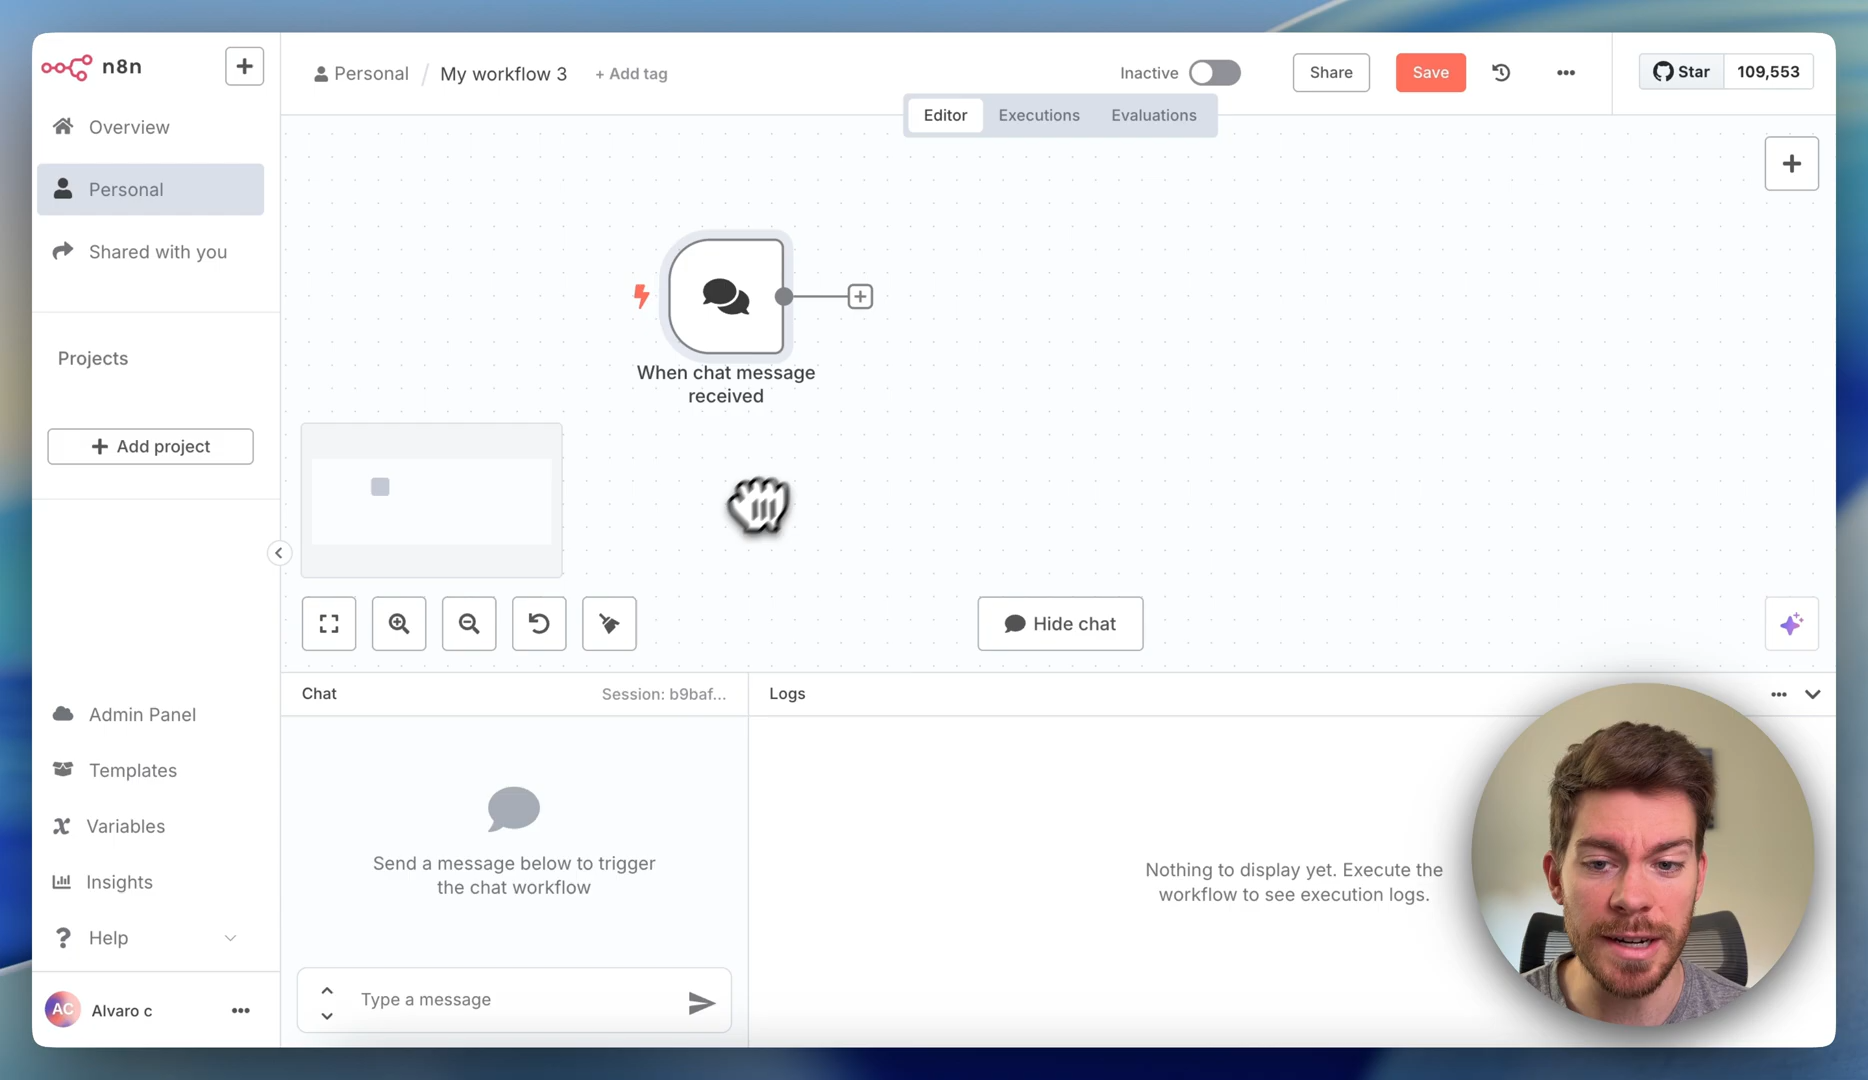 n8n
Personal / My workflow 3 + Add tag
Inactive
Share
Save
Star 109,553
Editor Executions Evaluations
Overview
Personal
Shared with you
Projects
+ Add project
Admin Panel
Templates
Variables
Insights
Help
AC Alvaro c
When chat message
received
Hide chat
Chat Session: b9baf...
Send a message below to trigger
the chat workflow
Type a message
Logs
Nothing to display yet. Execute the
workflow to see execution logs.